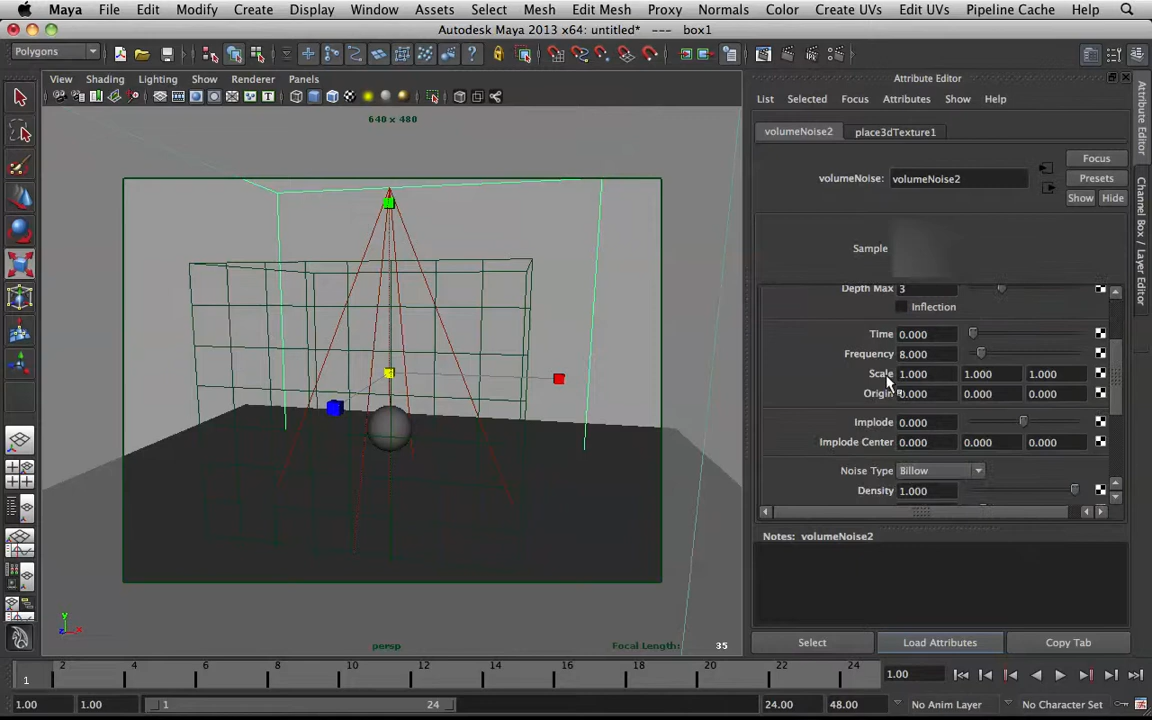 Maya File Edit Modify Create Display Window Assets Select Mesh Edit Mesh Proxy Normals Color Create UVs Edit UVs Pipeline Cache Help
Autodesk Maya 2013 x64: untitled* --- box1
Polygons
View Shading Lighting Show Renderer Panels
640 x 480
persp
Focal Length: 35
y
z
x
Attribute Editor
List Selected Focus Attributes Show Help
volumeNoise2 place3dTexture1
Focus
volumeNoise: volumeNoise2
Presets
Show Hide
Sample
Depth Max 3
Inflection
Time 0.000
Frequency 8.000
Scale 1.000 1.000 1.000
Origin 0.000 0.000 0.000
Implode 0.000
Implode Center 0.000 0.000 0.000
Noise Type Billow
Density 1.000
Notes: volumeNoise2
Select Load Attributes Copy Tab
Attribute Editor
Channel Box / Layer Editor
1 2 4 6 8 10 12 14 16 18 20 22 24
1.00
1.00 1.00 1 24 24.00 48.00 No Anim Layer No Character Set